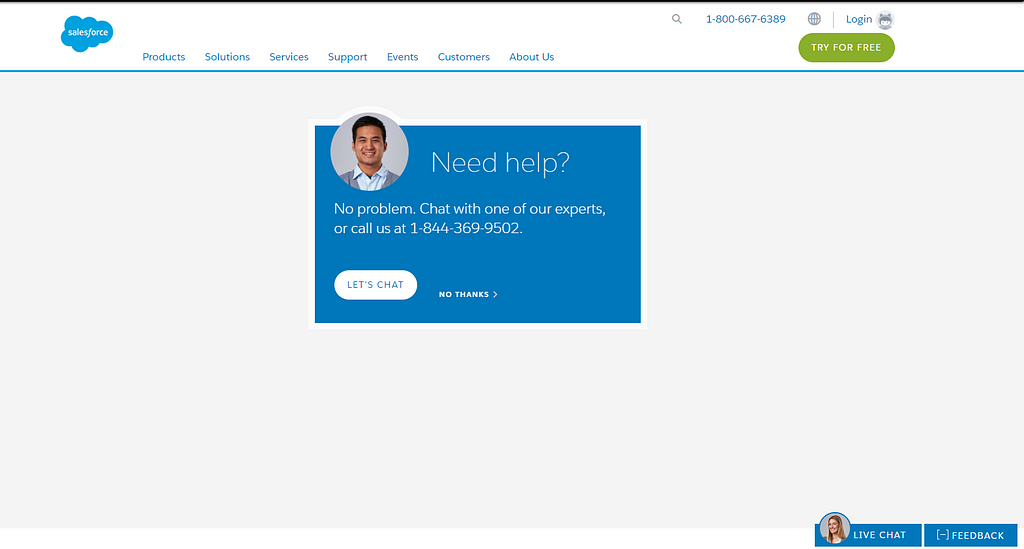 salesforce
1-800-667-6389
Login
TRY FOR FREE
Products
Solutions
Services
Support
Events
Customers
About Us
Need help?
No problem. Chat with one of our experts,
or call us at 1-844-369-9502.
LET'S CHAT
NO THANKS >
LIVE CHAT
[–] FEEDBACK